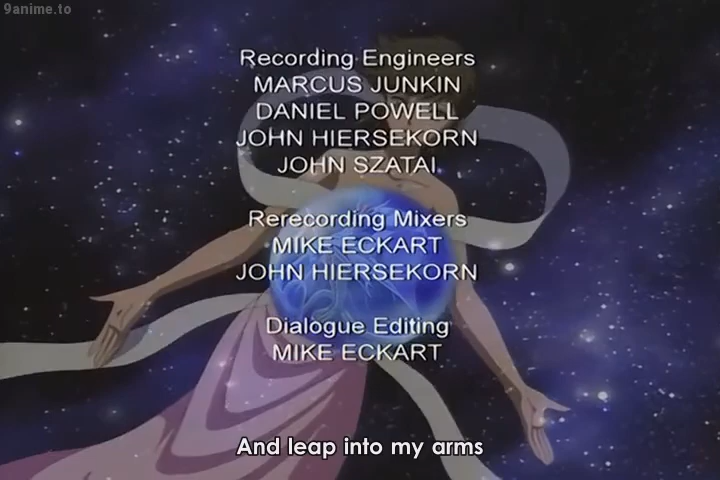 9anime.to
Recording Engineers
MARCUS JUNKIN
DANIEL POWELL
JOHN HIERSEKORN
JOHN SZATAI
Rerecording Mixers
MIKE ECKART
JOHN HIERSEKORN
Dialogue Editing
MIKE ECKART
And leap into my arms